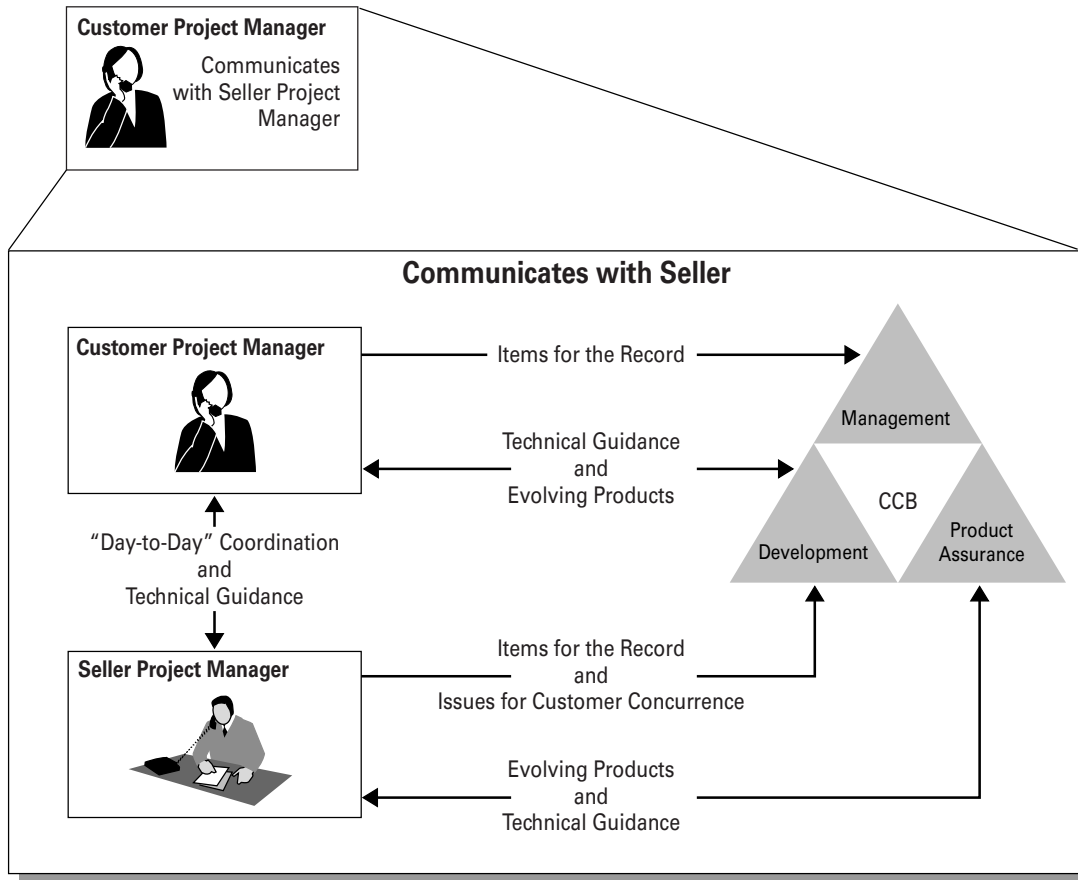 Customer Project Manager
Communicates
with Seller Project
Manager
Communicates with Seller
Customer Project Manager
Items for the Record
Management
Technical Guidance
and
Evolving Products
CCB
Development
Product
Assurance
“Day-to-Day” Coordination
and
Technical Guidance
Seller Project Manager
Items for the Record
and
Issues for Customer Concurrence
Evolving Products
and
Technical Guidance